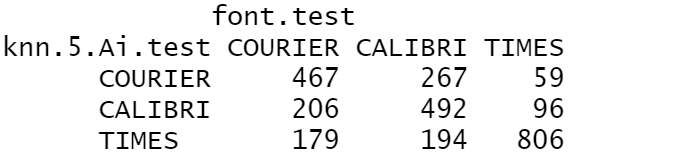 font.test
knn.5.Ai.test COURIER CALIBRI TIMES
COURIER 467 267 59
CALIBRI 206 492 96
TIMES 179 194 806